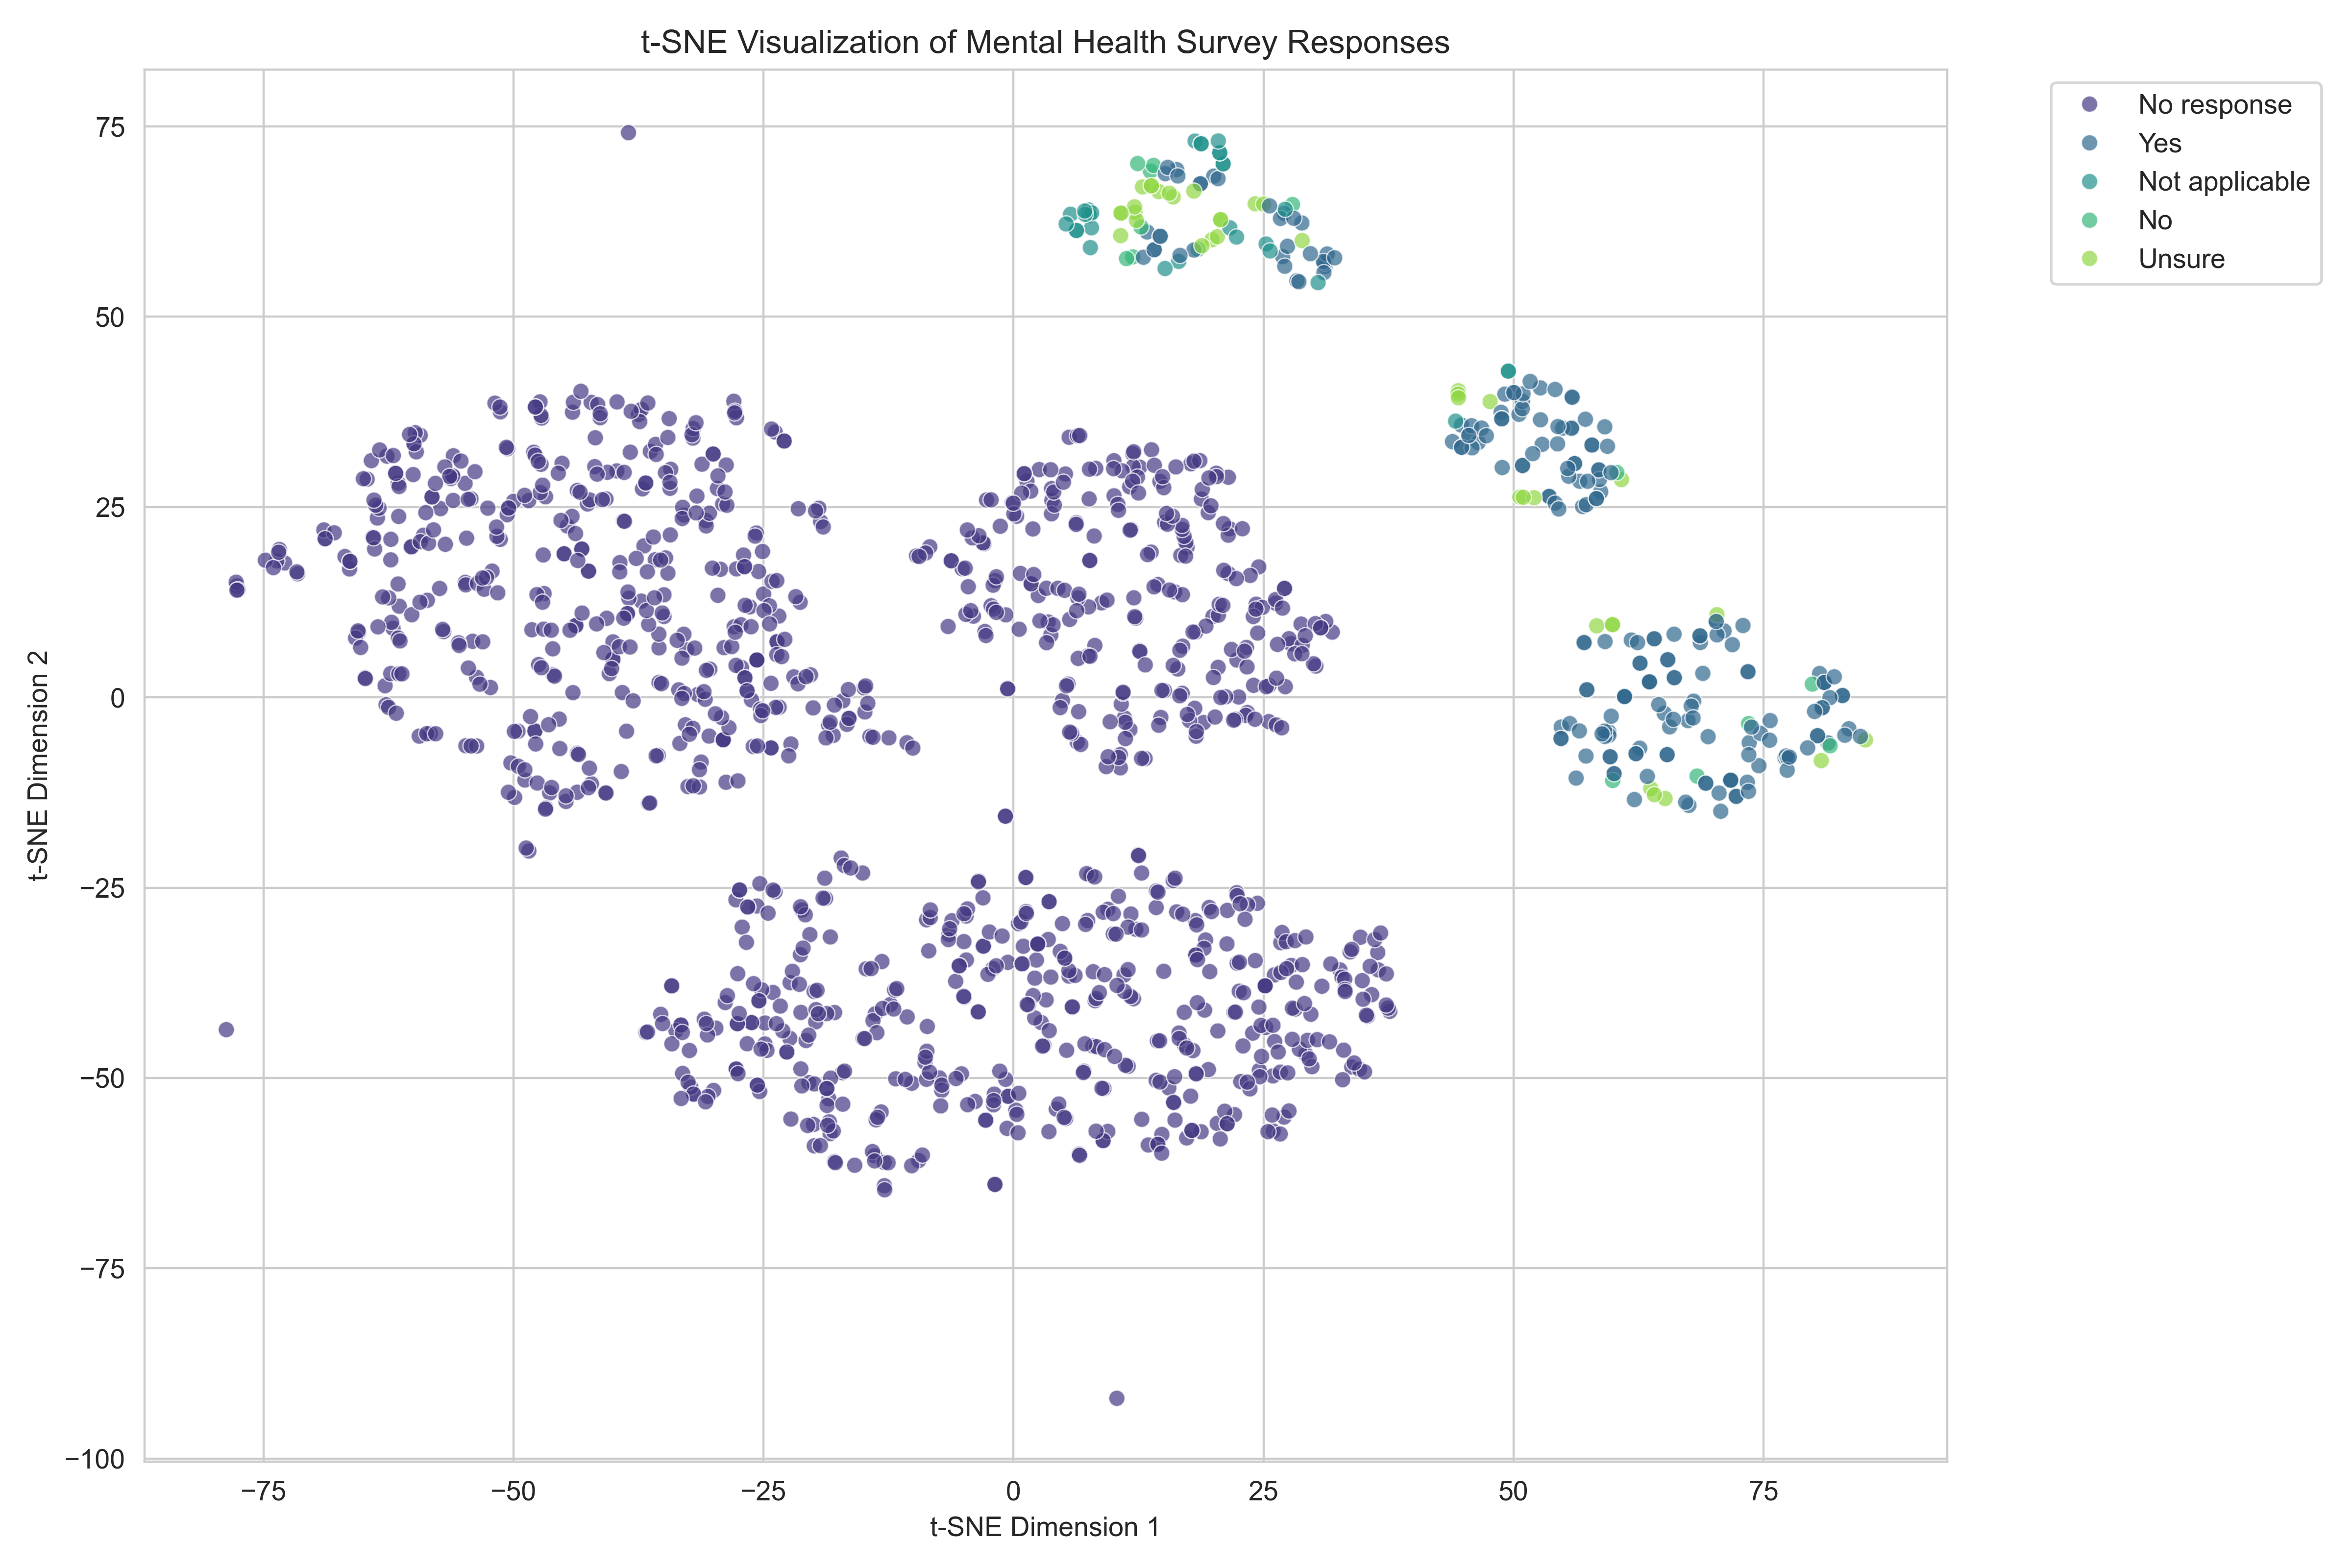 t-SNE Visualization of Mental Health Survey Responses
No response
Yes
Not applicable
No
Unsure
75
50
25
0
−25
−50
−75
−100
t-SNE Dimension 2
−75
−50
−25
0
25
50
75
t-SNE Dimension 1